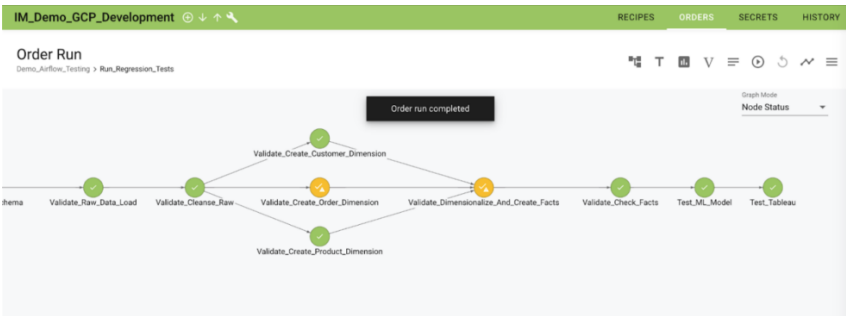 IM_Demo_GCP_Development
RECIPES ORDERS SECRETS HISTORY
Order Run
Demo_Airflow_Testing > Run_Regression_Tests
T V
Graph Mode
Node Status
Order run completed
Validate_Create_Customer_Dimension
hema Validate_Raw_Data_Load Validate_Cleanse_Raw Validate_Create_Order_Dimension Validate_Dimensionalize_And_Create_Facts Validate_Check_Facts Test_ML_Model Test_Tableau
Validate_Create_Product_Dimension